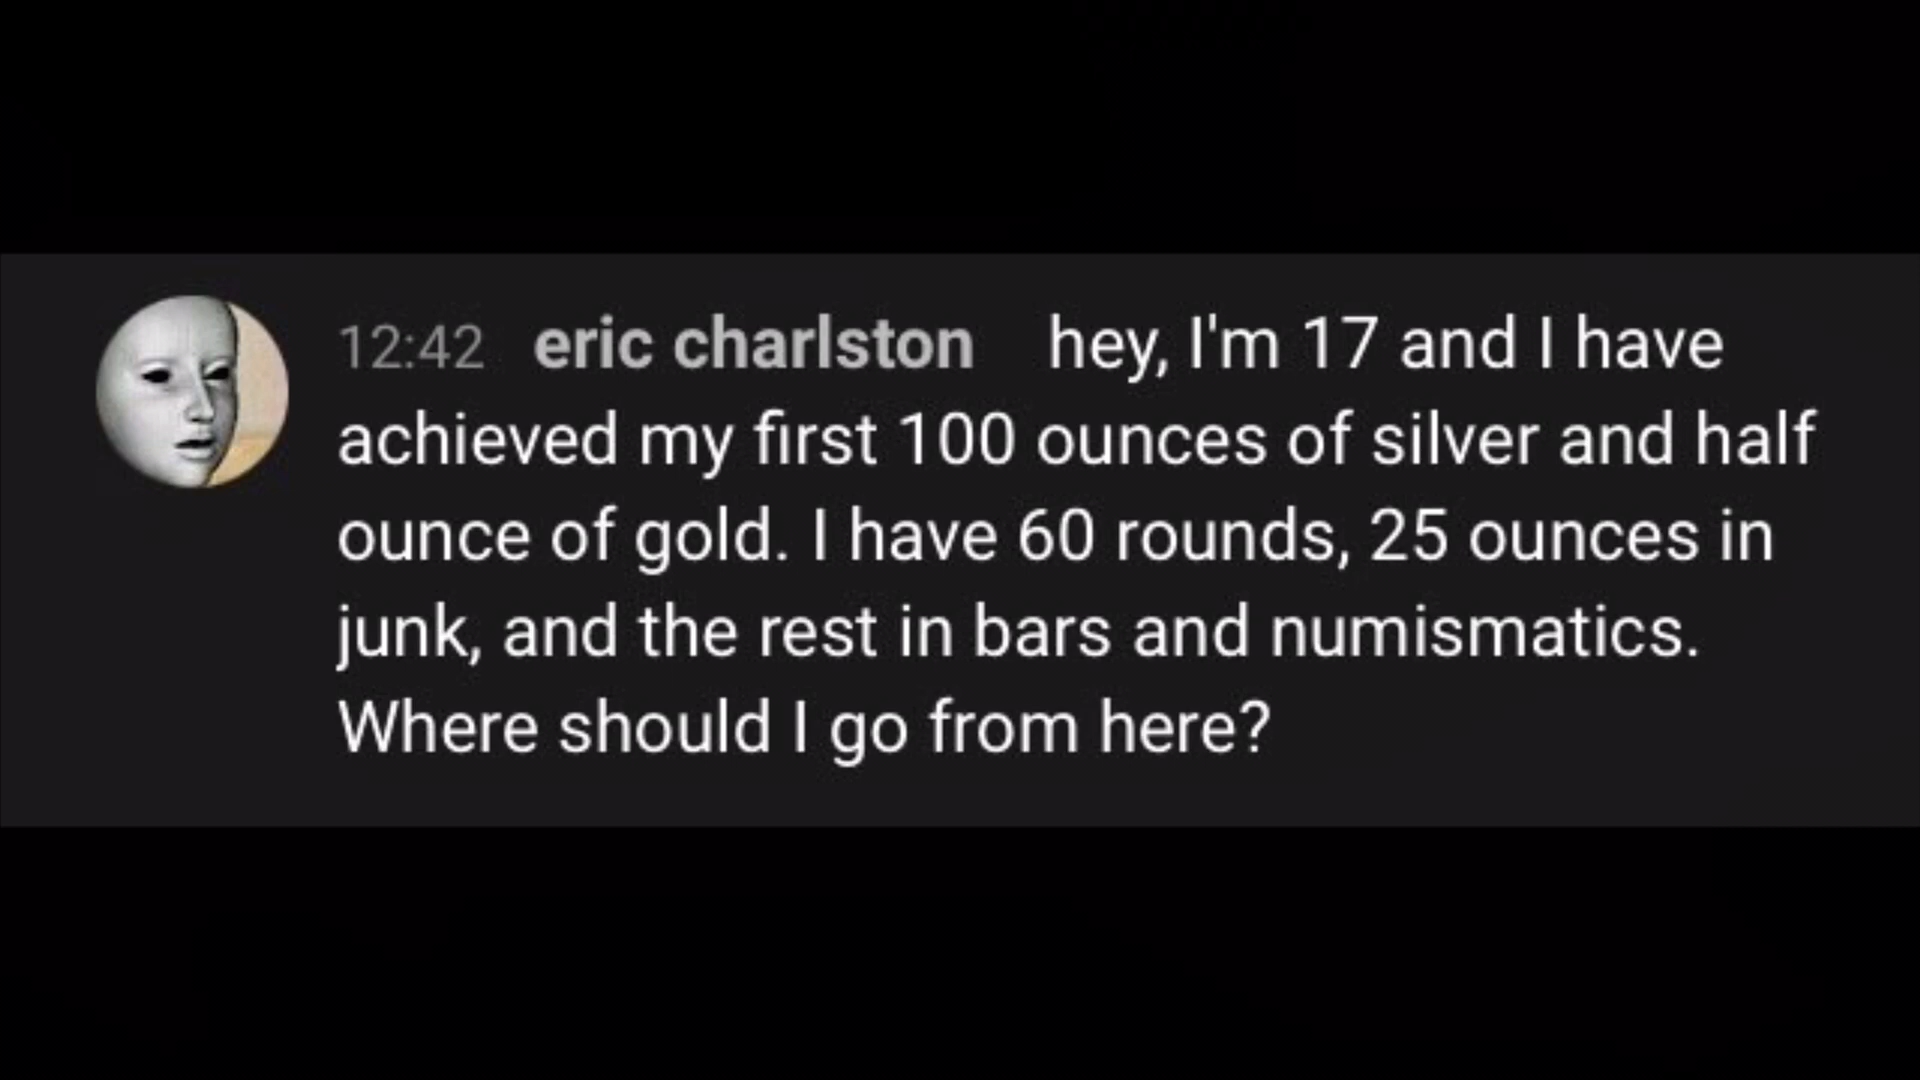 12:42 eric charlston hey, I'm 17 and I have
achieved my first 100 ounces of silver and half
ounce of gold. I have 60 rounds, 25 ounces in
junk, and the rest in bars and numismatics.
Where should I go from here?